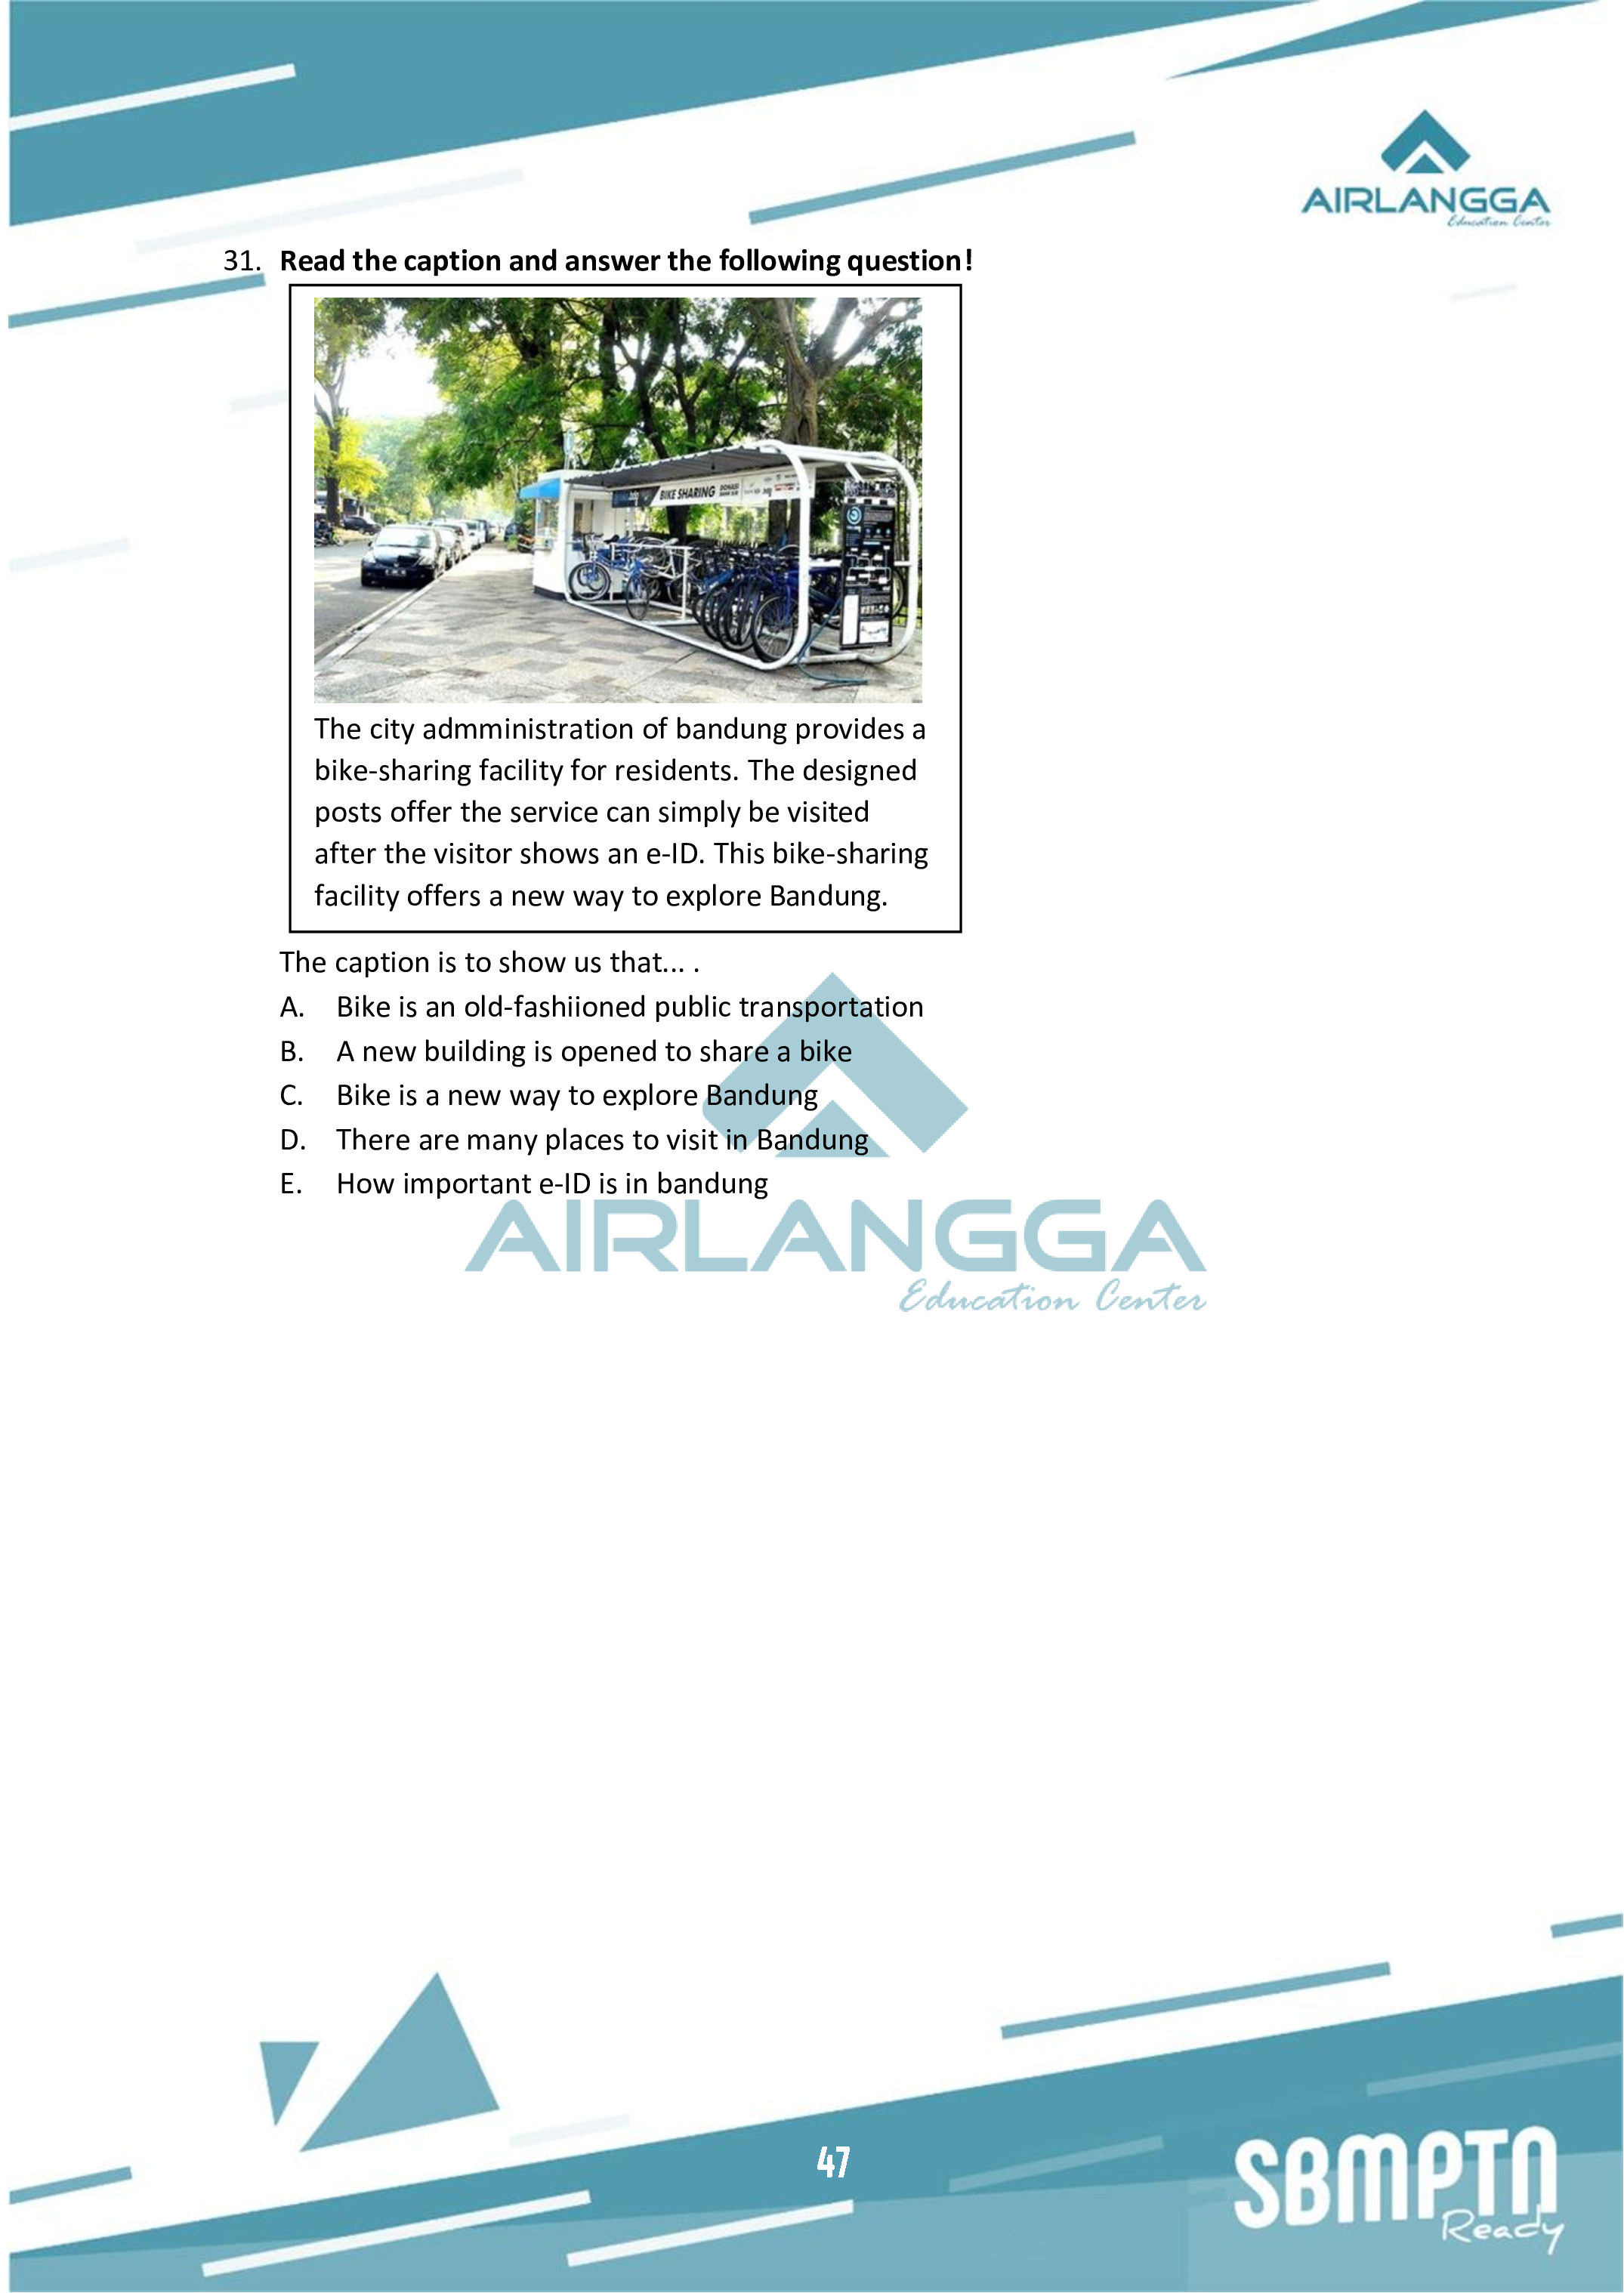 AIRLANGGA
Education Center
31. Read the caption and answer the following question!
BIKE SHARING
The city admministration of bandung provides a
bike-sharing facility for residents. The designed
posts offer the service can simply be visited
after the visitor shows an e-ID. This bike-sharing
facility offers a new way to explore Bandung.
The caption is to show us that... .
A. Bike is an old-fashiioned public transportation
B. A new building is opened to share a bike
C. Bike is a new way to explore Bandung
D. There are many places to visit in Bandung
E. How important e-ID is in bandung
AIRLANGGA
Education Center
47
SBMPTN
Ready